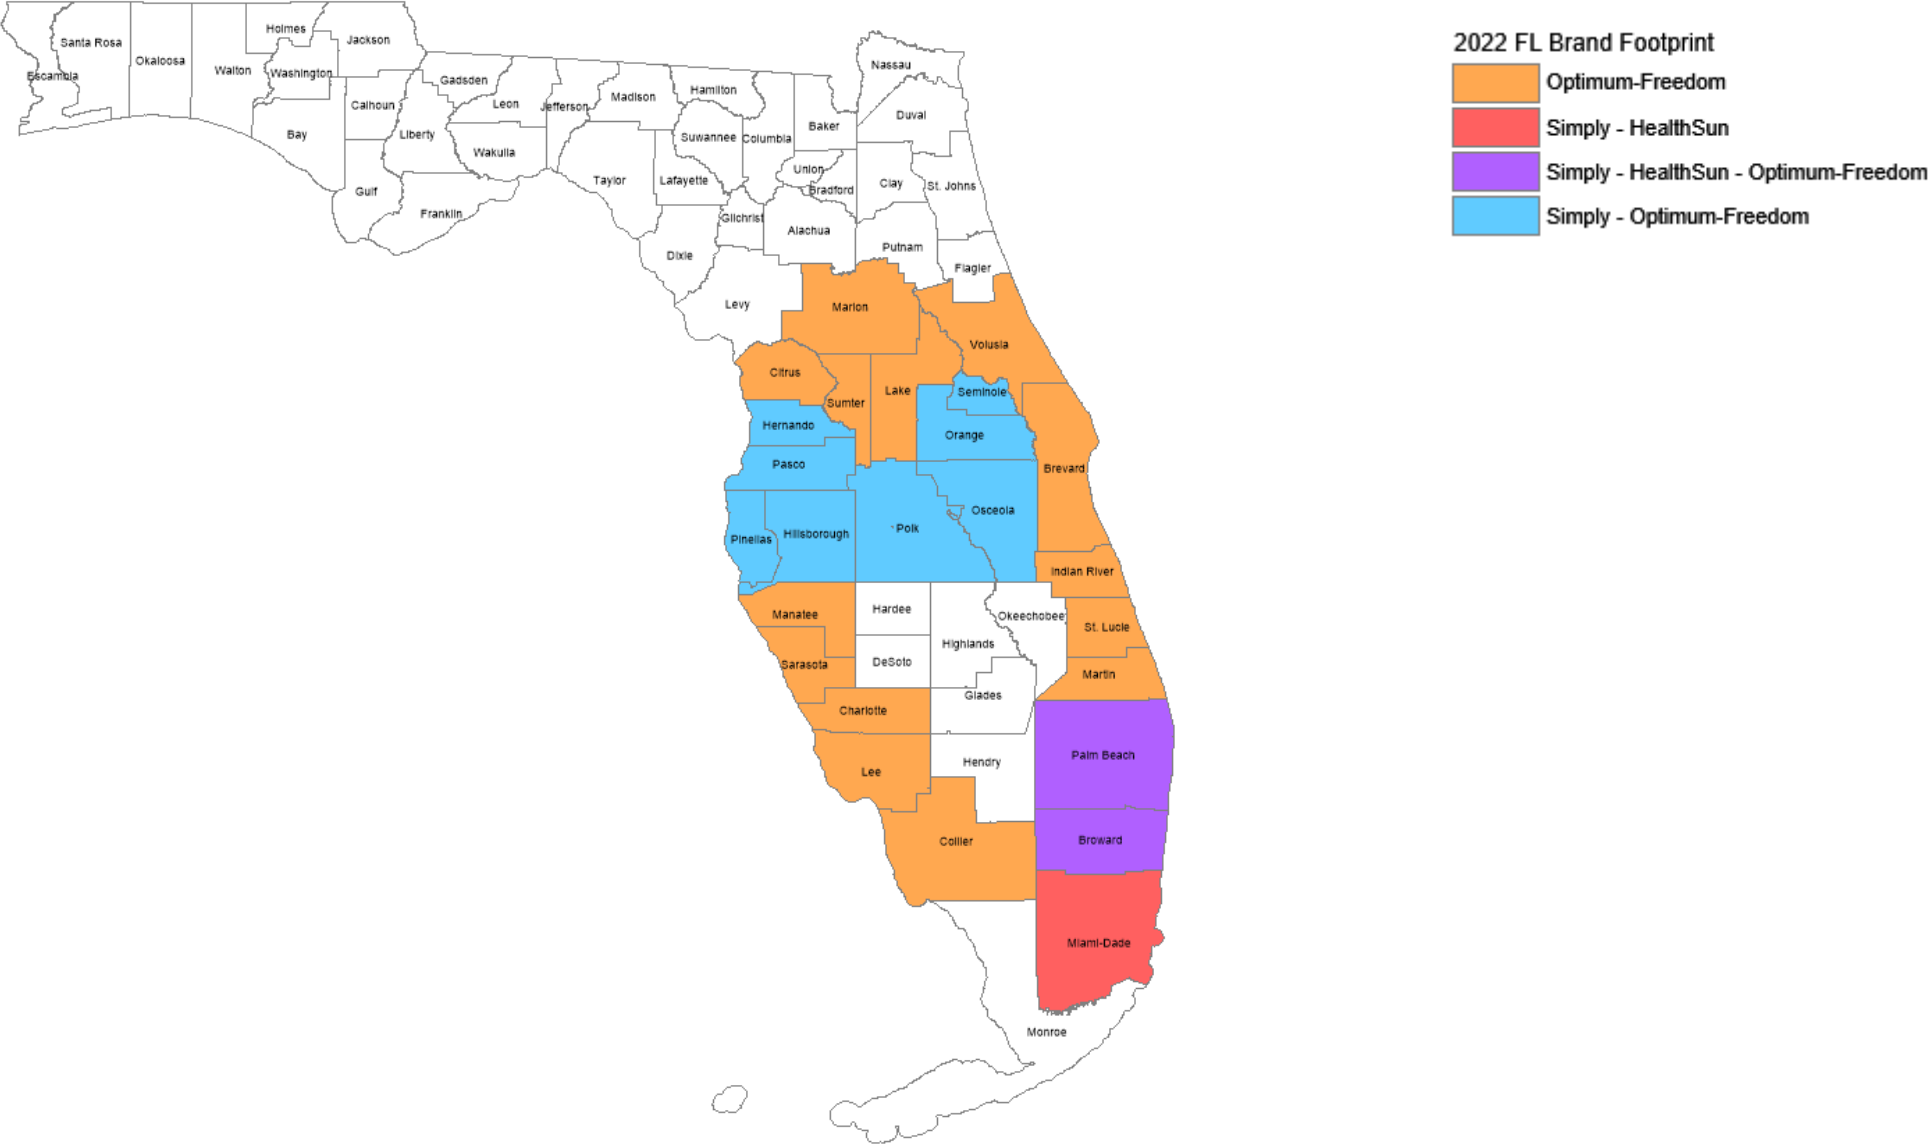 2022 FL Brand Footprint
Optimum-Freedom
Simply - HealthSun
Simply - HealthSun - Optimum-Freedom
Simply - Optimum-Freedom
Escambia
Santa Rosa
Okaloosa
Walton
Holmes
Washington
Jackson
Bay
Calhoun
Gulf
Gadsden
Liberty
Franklin
Leon
Wakulla
Jefferson
Madison
Taylor
Hamilton
Suwannee
Lafayette
Dixie
Columbia
Gilchrist
Baker
Union
Bradford
Alachua
Levy
Nassau
Duval
Clay
St. Johns
Putnam
Flagler
Marion
Volusia
Citrus
Sumter
Lake
Seminole
Hernando
Orange
Pasco
Brevard
Pinellas
Hillsborough
Polk
Osceola
Indian River
Manatee
Hardee
Highlands
Okeechobee
St. Lucie
Sarasota
DeSoto
Martin
Glades
Charlotte
Lee
Hendry
Palm Beach
Collier
Broward
Miami-Dade
Monroe